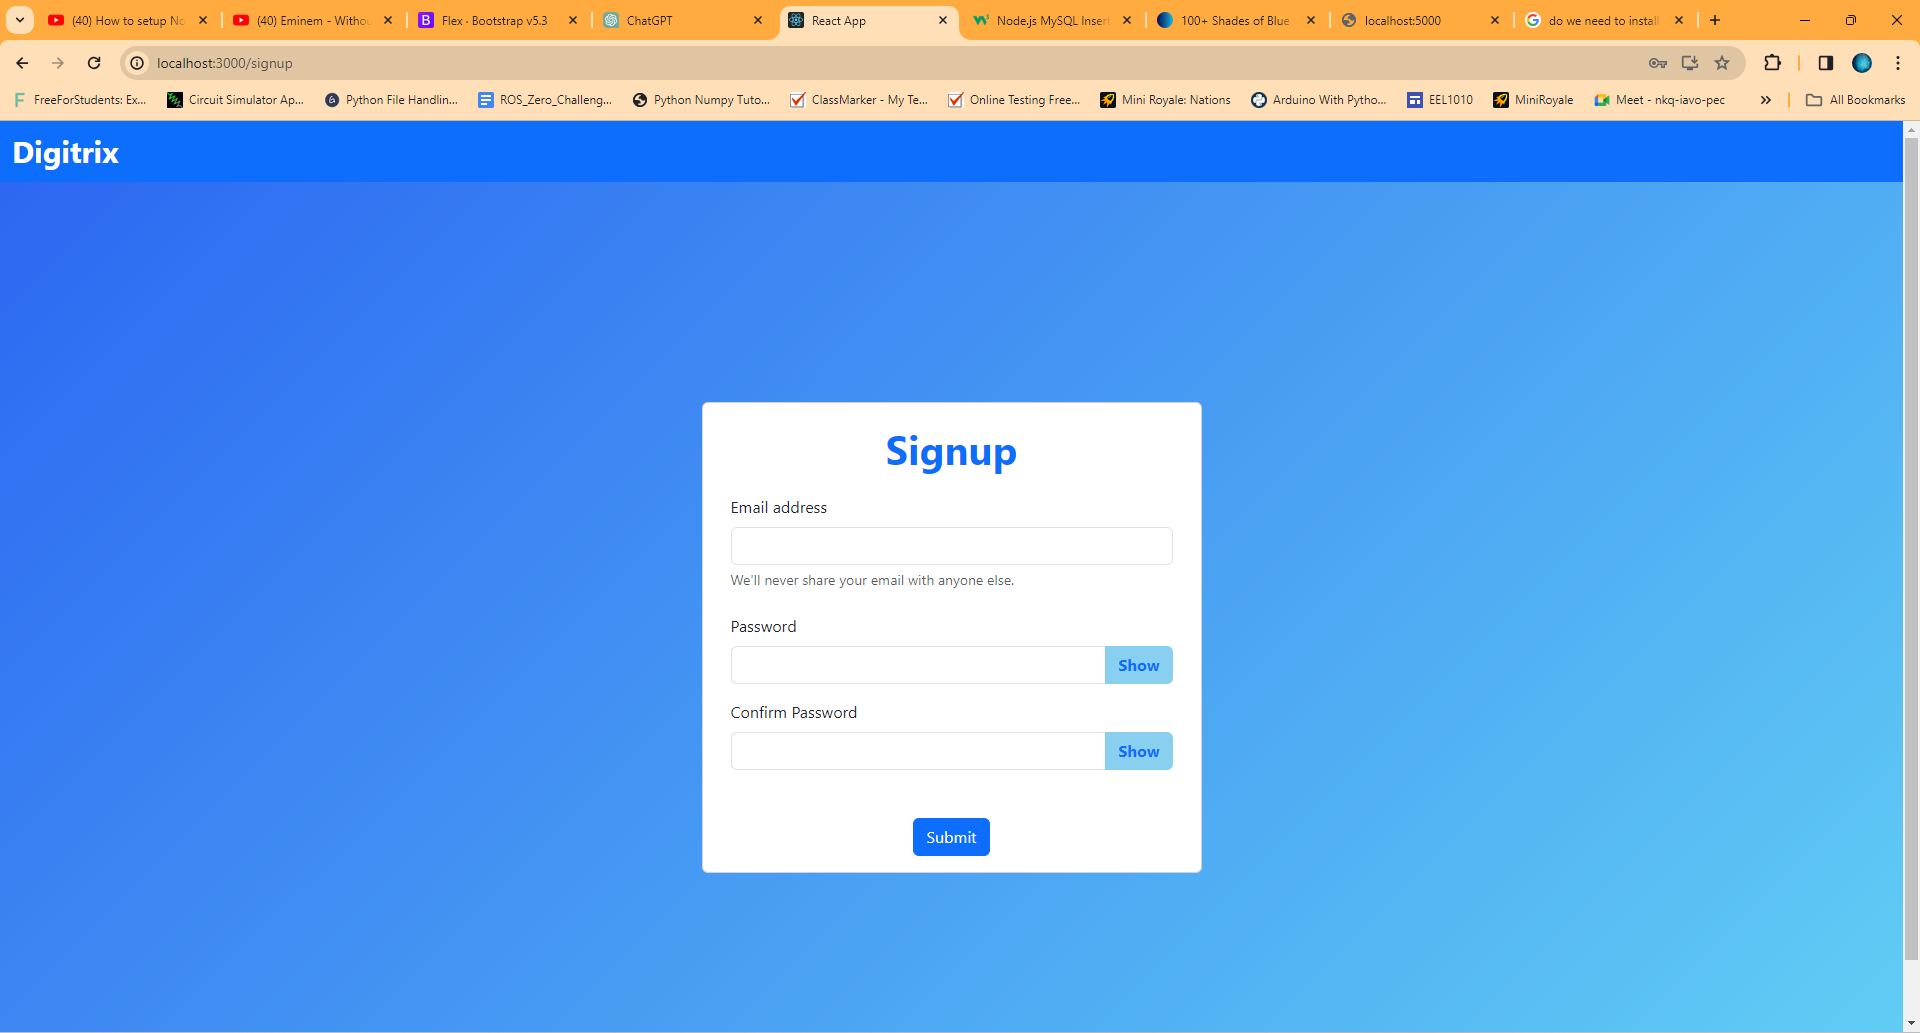 (40) How to setup No
(40) Eminem - Withou
Flex - Bootstrap v5.3
ChatGPT
React App
Node.js MySQL Insert
100+ Shades of Blue
localhost:5000
do we need to install
localhost:3000/signup
FreeForStudents: Ex...
Circuit Simulator Ap...
Python File Handlin...
ROS_Zero_Challeng...
Python Numpy Tuto...
ClassMarker - My Te...
Online Testing Free...
Mini Royale: Nations
Arduino With Pytho...
EEL1010
MiniRoyale
Meet - nkq-iavo-pec
All Bookmarks
Digitrix
Signup
Email address
We'll never share your email with anyone else.
Password
Show
Confirm Password
Show
Submit